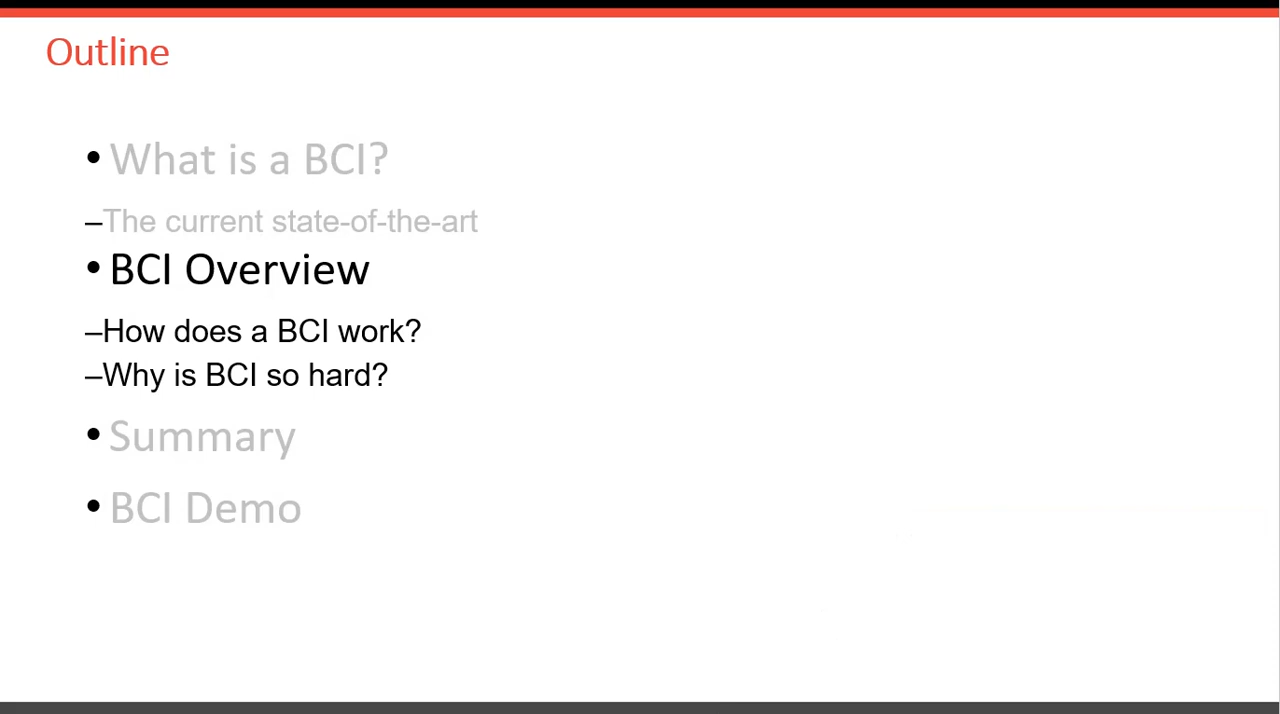 Outline
• What is a BCI?
–The current state-of-the-art
• BCI Overview
–How does a BCI work?
–Why is BCI so hard?
• Summary
• BCI Demo